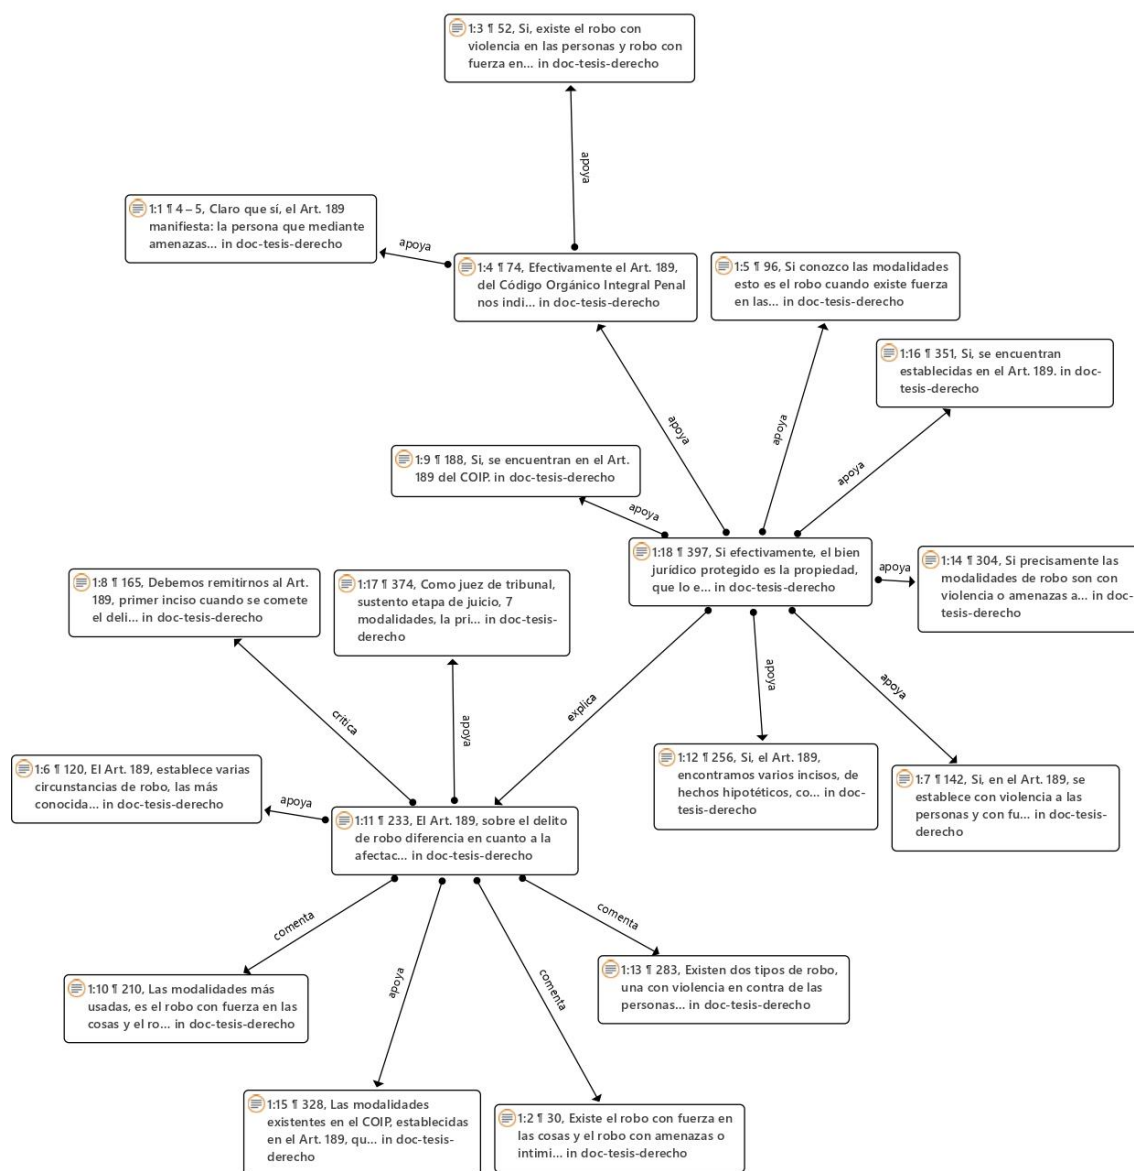 1:3 ¶ 52, Si, existe el robo con
violencia en las personas y robo con
fuerza en... in doc-tesis-derecho
apoya
1:1 ¶ 4 – 5, Claro que sí, el Art. 189
manifiesta: la persona que mediante
amenazas... in doc-tesis-derecho
apoya
1:4 ¶ 74, Efectivamente el Art. 189,
del Código Orgánico Integral Penal
nos indi... in doc-tesis-derecho
1:5 ¶ 96, Si conozco las modalidades
esto es el robo cuando existe fuerza
en las... in doc-tesis-derecho
1:16 ¶ 351, Si, se encuentran
establecidas en el Art. 189. in doc-
tesis-derecho
apoya
apoya
apoya
1:9 ¶ 188, Si, se encuentran en el Art.
189 del COIP. in doc-tesis-derecho
apoya
1:18 ¶ 397, Si efectivamente, el bien
jurídico protegido es la propiedad,
que lo e... in doc-tesis-derecho
apoya
1:14 ¶ 304, Si precisamente las
modalidades de robo son con
violencia o amenazas a... in doc-
tesis-derecho
1:8 ¶ 165, Debemos remitirnos al Art.
189, primer inciso cuando se comete
el deli... in doc-tesis-derecho
1:17 ¶ 374, Como juez de tribunal,
sustento etapa de juicio, 7
modalidades, la pri... in doc-tesis-
derecho
crítica
apoya
explica
apoya
apoya
1:12 ¶ 256, Si, el Art. 189,
encontramos varios incisos, de
hechos hipotéticos, co... in doc-
tesis-derecho
1:7 ¶ 142, Si, en el Art. 189, se
establece con violencia a las
personas y con fu... in doc-tesis-
derecho
1:6 ¶ 120, El Art. 189, establece varias
circunstancias de robo, las más
conocida... in doc-tesis-derecho
apoya
1:11 ¶ 233, El Art. 189, sobre el delito
de robo diferencia en cuanto a la
afectac... in doc-tesis-derecho
comenta
apoya
comenta
comenta
1:10 ¶ 210, Las modalidades más
usadas, es el robo con fuerza en las
cosas y el ro... in doc-tesis-derecho
1:13 ¶ 283, Existen dos tipos de robo,
una con violencia en contra de las
personas... in doc-tesis-derecho
1:15 ¶ 328, Las modalidades
existentes en el COIP, establecidas
en el Art. 189, qu... in doc-tesis-
derecho
1:2 ¶ 30, Existe el robo con fuerza en
las cosas y el robo con amenazas o
intimi... in doc-tesis-derecho